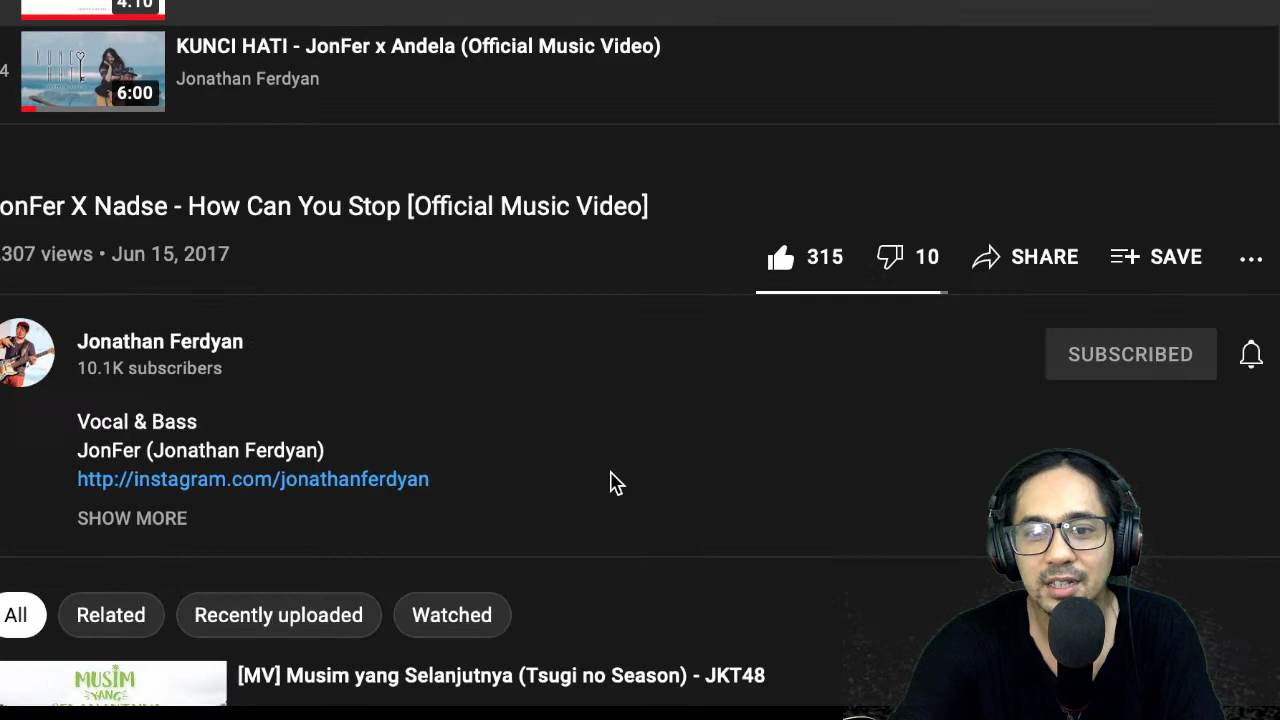 4:10
4
6:00
KUNCI HATI - JonFer x Andela (Official Music Video)
Jonathan Ferdyan
onFer X Nadse - How Can You Stop [Official Music Video]
.307 views • Jun 15, 2017
315
10
SHARE
SAVE
Jonathan Ferdyan
10.1K subscribers
SUBSCRIBED
Vocal & Bass
JonFer (Jonathan Ferdyan)
http://instagram.com/jonathanferdyan
SHOW MORE
All
Related
Recently uploaded
Watched
MUSIM
YANG
[MV] Musim yang Selanjutnya (Tsugi no Season) - JKT48